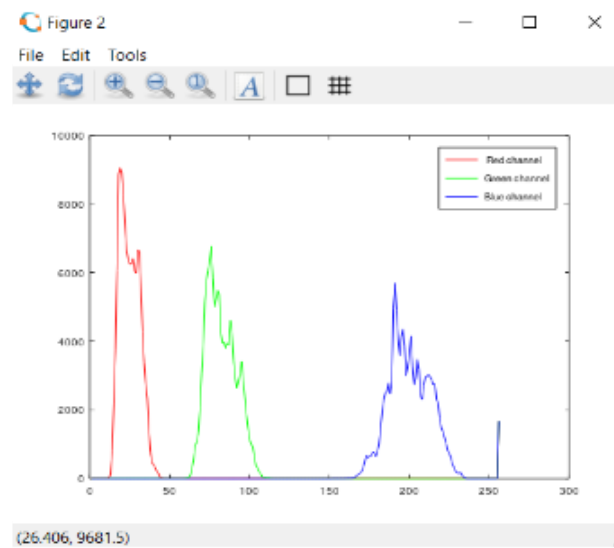 Figure 2
File Edit Tools
A
10000
Red channel
Green channel
Blue channel
8000
6000
4000
2000
0
0 50 100 150 200 250 300
(26.406, 9681.5)